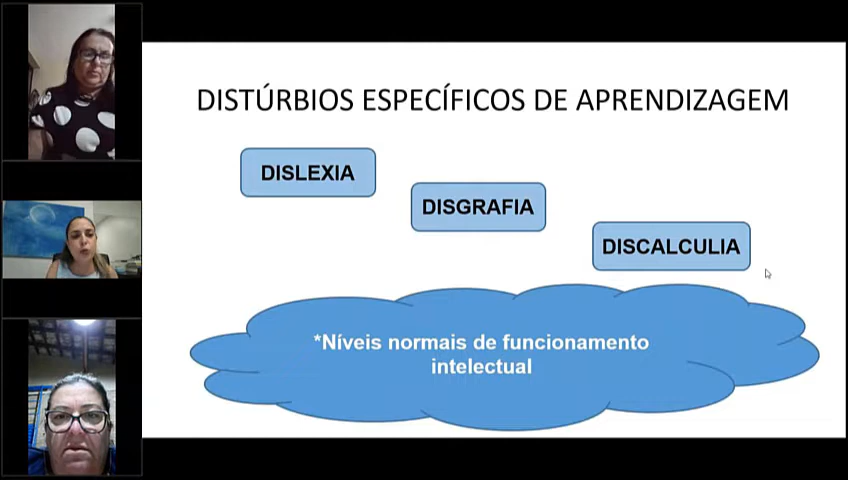 DISTÚRBIOS ESPECÍFICOS DE APRENDIZAGEM
DISLEXIA
DISGRAFIA
DISCALCULIA
*Níveis normais de funcionamento
intelectual